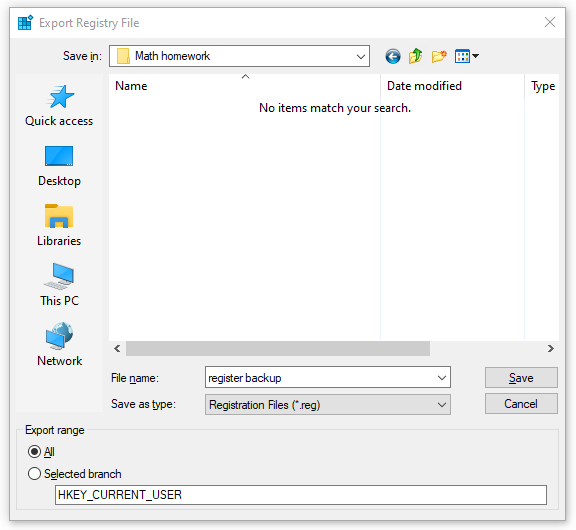 Export Registry File
Save in: Math homework
Name Date modified Type
No items match your search.
Quick access
Desktop
Libraries
This PC
Network
File name: register backup Save
Save as type: Registration Files (*.reg) Cancel
Export range
All
Selected branch
HKEY_CURRENT_USER